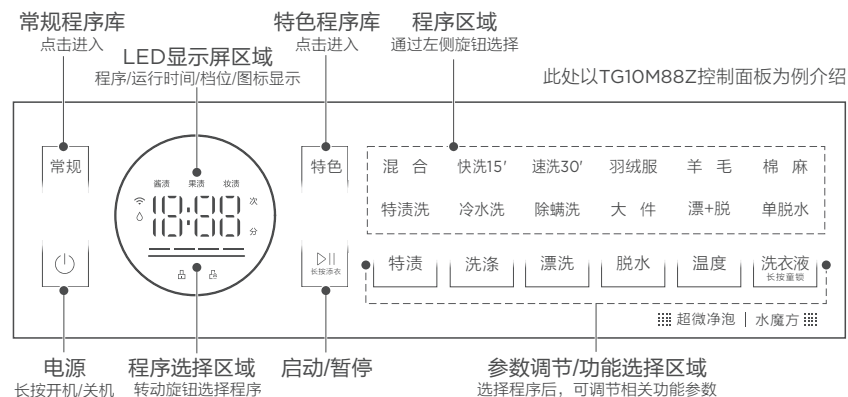 常规程序库
点击进入
LED显示屏区域
程序/运行时间/档位/图标显示
特色程序库
点击进入
程序区域
通过左侧旋钮选择
此处以TG10M88Z控制面板为例介绍
常规
酱渍 果渍 妆渍
次
18:88
分
特色
混合 快洗15' 速洗30' 羽绒服 羊毛 棉麻
特渍洗 冷水洗 除螨洗 大件 漂+脱 单脱水
长按添衣
特渍 洗涤 漂洗 脱水 温度 洗衣液
长按童锁
超微净泡 | 水魔方
电源
长按开机/关机
程序选择区域
转动旋钮选择程序
启动/暂停
参数调节/功能选择区域
选择程序后，可调节相关功能参数